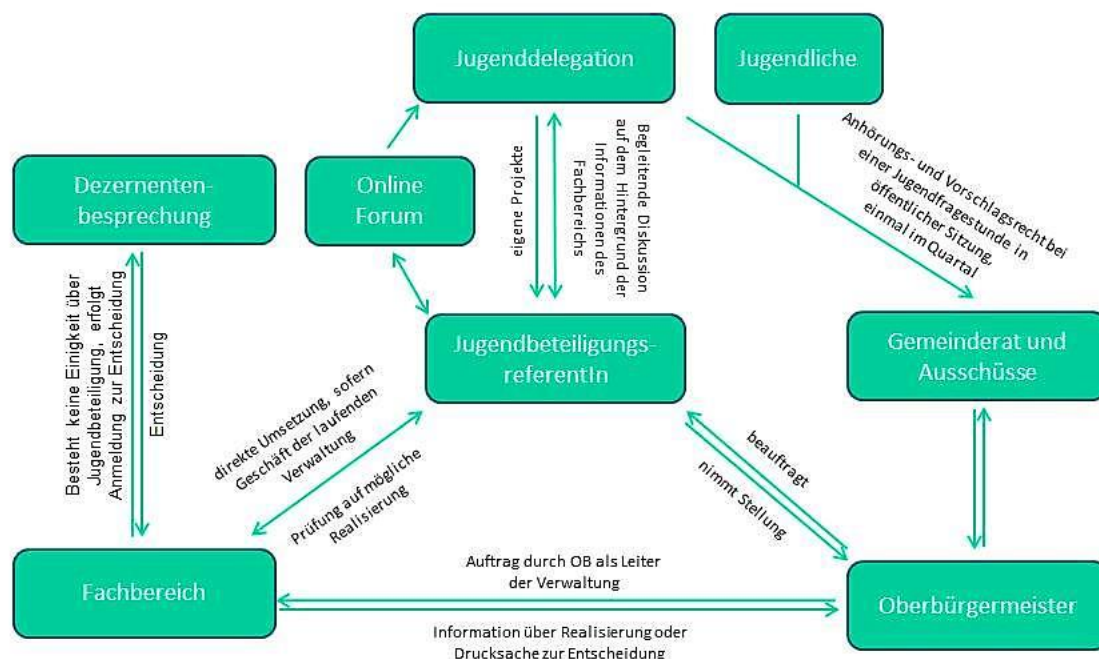 Jugenddelegation
Jugendliche
Dezernenten-
besprechung
Online
Forum
eigene Projekte
Begleitende Diskussion
auf dem Hintergrund der
Informationen des
Fachbereichs
Anhörungs- und Vorschlagsrecht bei
einer Jugendfragestunde in
öffentlicher Sitzung,
einmal im Quartal
Besteht keine Einigkeit über
Jugendbeteiligung, erfolgt
Anmeldung zur Entscheidung
Entscheidung
Jugendbeteiligungs-
referentIn
Gemeinderat und
Ausschüsse
direkte Umsetzung, sofern
Geschäft der laufenden
Verwaltung
Prüfung auf mögliche
Realisierung
beauftragt
nimmt Stellung
Fachbereich
Auftrag durch OB als Leiter
der Verwaltung
Information über Realisierung oder
Drucksache zur Entscheidung
Oberbürgermeister